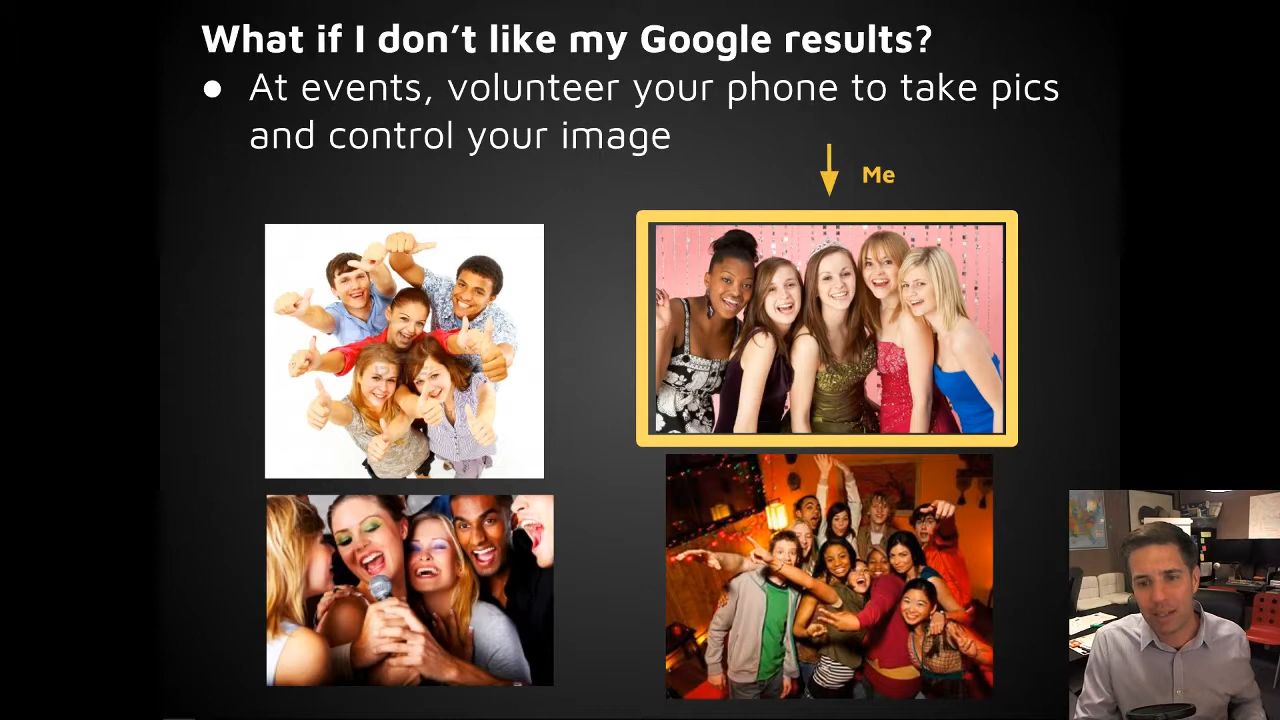 What if I don’t like my Google results?
● At events, volunteer your phone to take pics
and control your image
Me